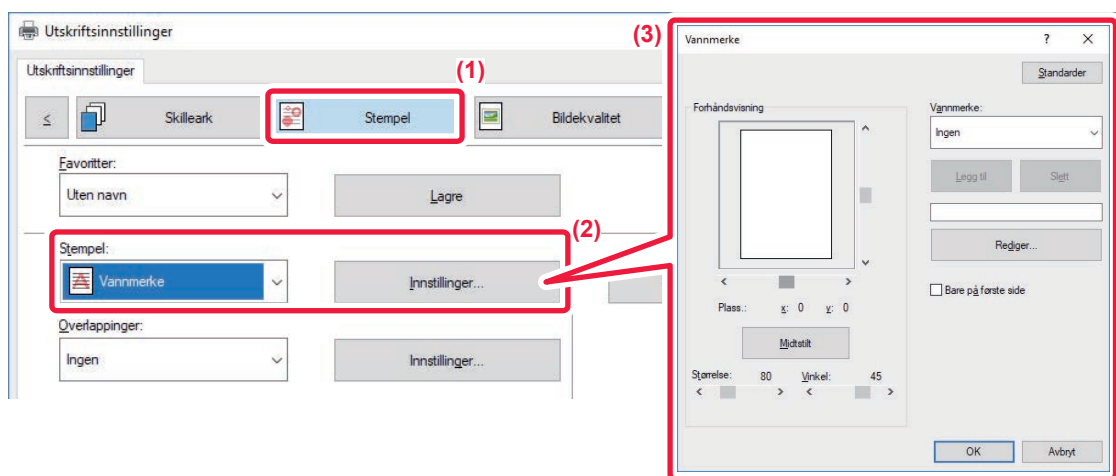 Utskriftsinnstillinger
Utskriftsinnstillinger
(1)
<
Skilleark
Stempel
Bildekvalitet
Favoritter:
Uten navn
Lagre
(2)
Stempel:
Vannmerke
Innstillinger...
Overlappinger:
Ingen
Innstillinger...
(3)
Vannmerke
?
Standarder
Forhåndsvisning
Vannmerke:
Ingen
Legg til
Slett
Rediger...
Bare på første side
Plass.: x: 0 y: 0
Midtstilt
Størrelse: 80 Vinkel: 45
OK
Avbryt